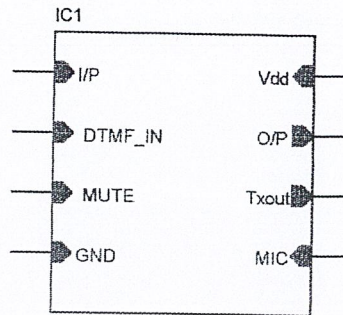 IC1
I/P
Vdd
DTMF_IN
O/P
MUTE
Txout
GND
MIC